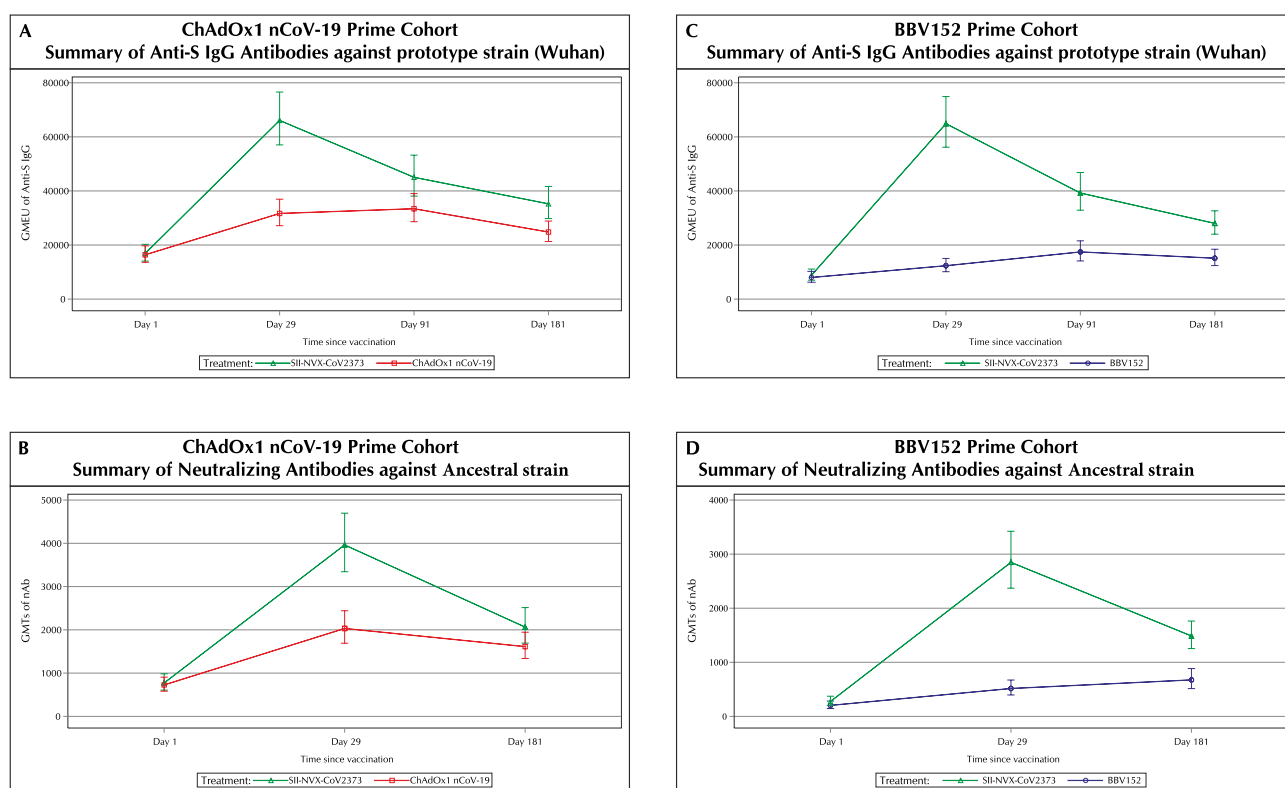 A
ChAdOx1 nCoV-19 Prime Cohort
Summary of Anti-S IgG Antibodies against prototype strain (Wuhan)
80000
60000
40000
20000
0
GMEU of Anti-S IgG
Day 1
Day 29
Day 91
Day 181
Time since vaccination
Treatment: SII-NVX-CoV2373 ChAdOx1 nCoV-19
C
BBV152 Prime Cohort
Summary of Anti-S IgG Antibodies against prototype strain (Wuhan)
80000
60000
40000
20000
0
GMEU of Anti-S IgG
Day 1
Day 29
Day 91
Day 181
Time since vaccination
Treatment: SII-NVX-CoV2373 BBV152
B
ChAdOx1 nCoV-19 Prime Cohort
Summary of Neutralizing Antibodies against Ancestral strain
5000
4000
3000
2000
1000
0
GMTs of nAb
Day 1
Day 29
Day 181
Time since vaccination
Treatment: SII-NVX-CoV2373 ChAdOx1 nCoV-19
D
BBV152 Prime Cohort
Summary of Neutralizing Antibodies against Ancestral strain
4000
3000
2000
1000
0
GMTs of nAb
Day 1
Day 29
Day 181
Time since vaccination
Treatment: SII-NVX-CoV2373 BBV152